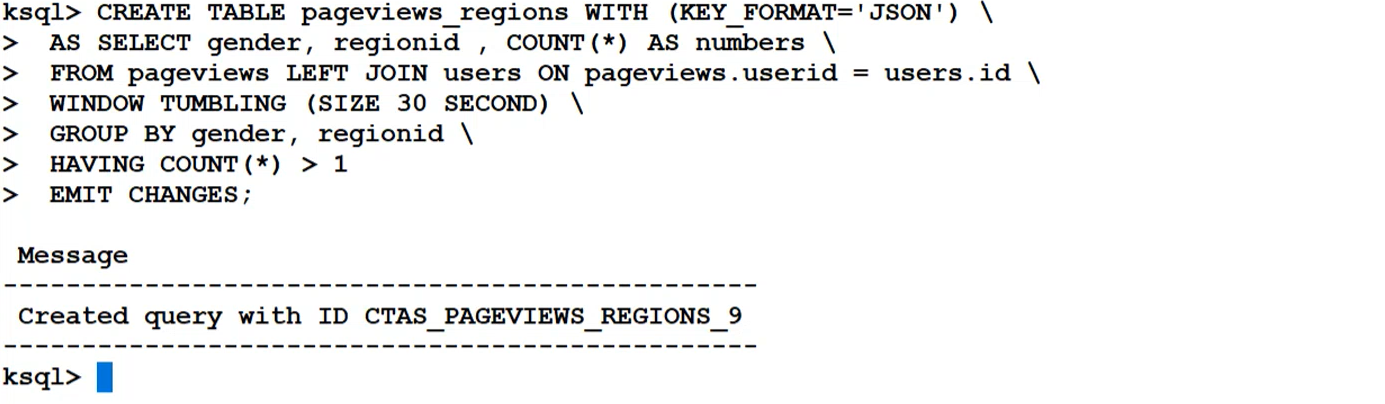 ksql> CREATE TABLE pageviews_regions WITH (KEY_FORMAT='JSON') \
>  AS SELECT gender, regionid , COUNT(*) AS numbers \
>  FROM pageviews LEFT JOIN users ON pageviews.userid = users.id \
>  WINDOW TUMBLING (SIZE 30 SECOND) \
>  GROUP BY gender, regionid \
>  HAVING COUNT(*) > 1
>  EMIT CHANGES;
Message
------------------------------------------------
Created query with ID CTAS_PAGEVIEWS_REGIONS_9
------------------------------------------------
ksql>